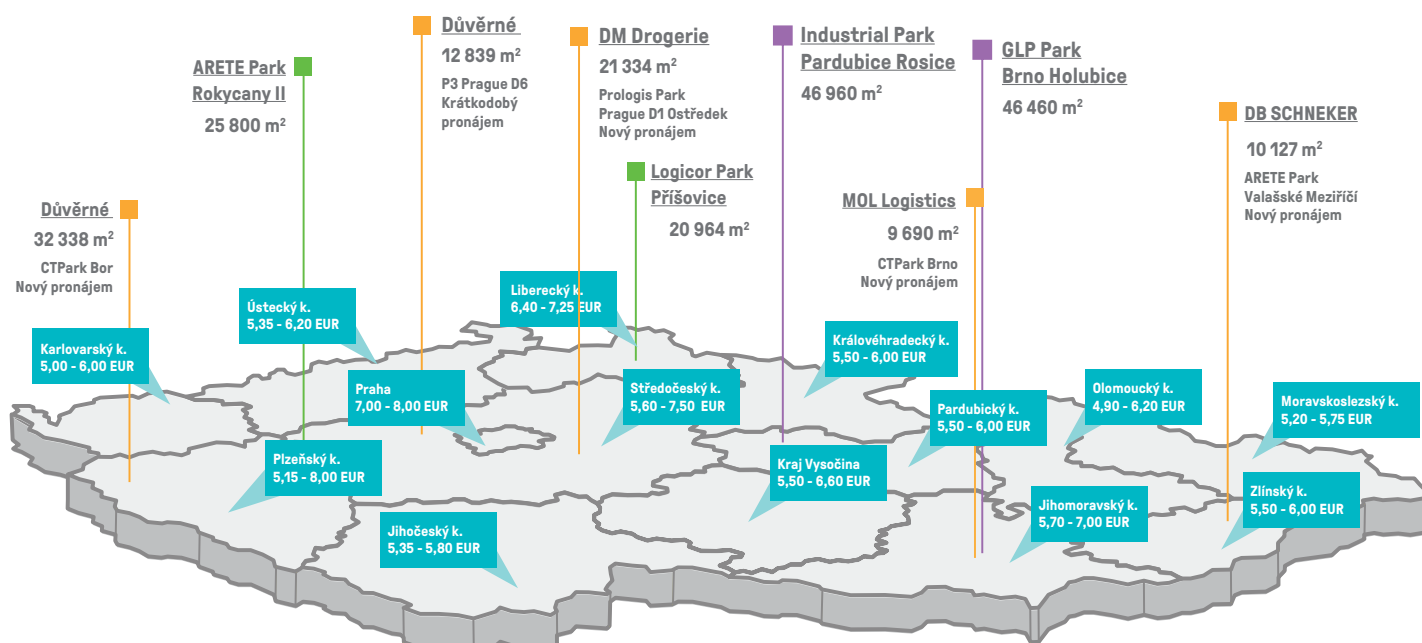 Důvěrné
32 338 m²
CTPark Bor
Nový pronájem
ARETE Park
Rokycany II
25 800 m²
Důvěrné
12 839 m²
P3 Prague D6
Krátkodobý
pronájem
DM Drogerie
21 334 m²
Prologis Park
Prague D1 Ostředek
Nový pronájem
Logicor Park
Příšovice
20 964 m²
Industrial Park
Pardubice Rosice
46 960 m²
MOL Logistics
9 690 m²
CTPark Brno
Nový pronájem
GLP Park
Brno Holubice
46 460 m²
DB SCHNEKER
10 127 m²
ARETE Park
Valašské Meziříčí
Nový pronájem
Karlovarský k.
5,00 - 6,00 EUR
Ústecký k.
5,35 - 6,20 EUR
Liberecký k.
6,40 - 7,25 EUR
Královéhradecký k.
5,50 - 6,00 EUR
Praha
7,00 - 8,00 EUR
Středočeský k.
5,60 - 7,50 EUR
Pardubický k.
5,50 - 6,00 EUR
Olomoucký k.
4,90 - 6,20 EUR
Moravskoslezský k.
5,20 - 5,75 EUR
Plzeňský k.
5,15 - 8,00 EUR
Kraj Vysočina
5,50 - 6,60 EUR
Jihočeský k.
5,35 - 5,80 EUR
Jihomoravský k.
5,70 - 7,00 EUR
Zlínský k.
5,50 - 6,00 EUR